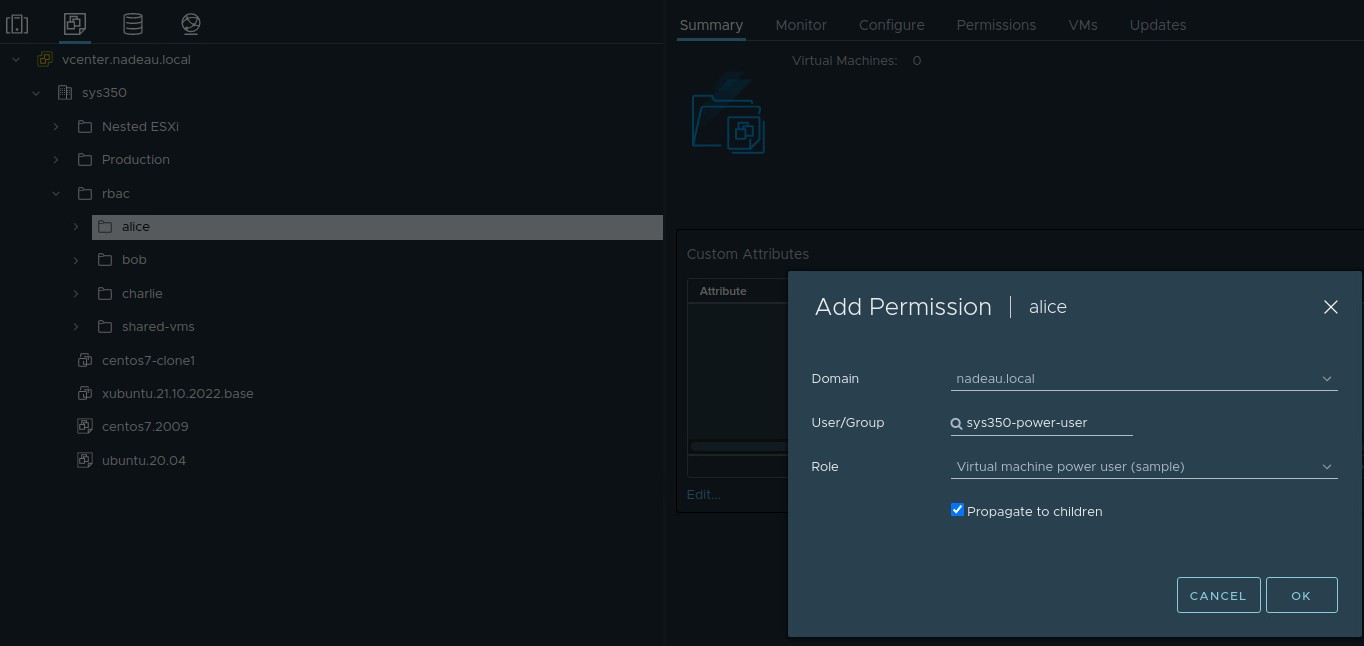 Summary Monitor Configure Permissions VMs Updates
vcenter.nadeau.local
sys350
Nested ESXi
Production
rbac
alice
bob
charlie
shared-vms
centos7-clone1
xubuntu.21.10.2022.base
centos7.2009
ubuntu.20.04
Virtual Machines: 0
Custom Attributes
Attribute
Edit...
Add Permission | alice
Domain nadeau.local
User/Group sys350-power-user
Role Virtual machine power user (sample)
Propagate to children
CANCEL OK